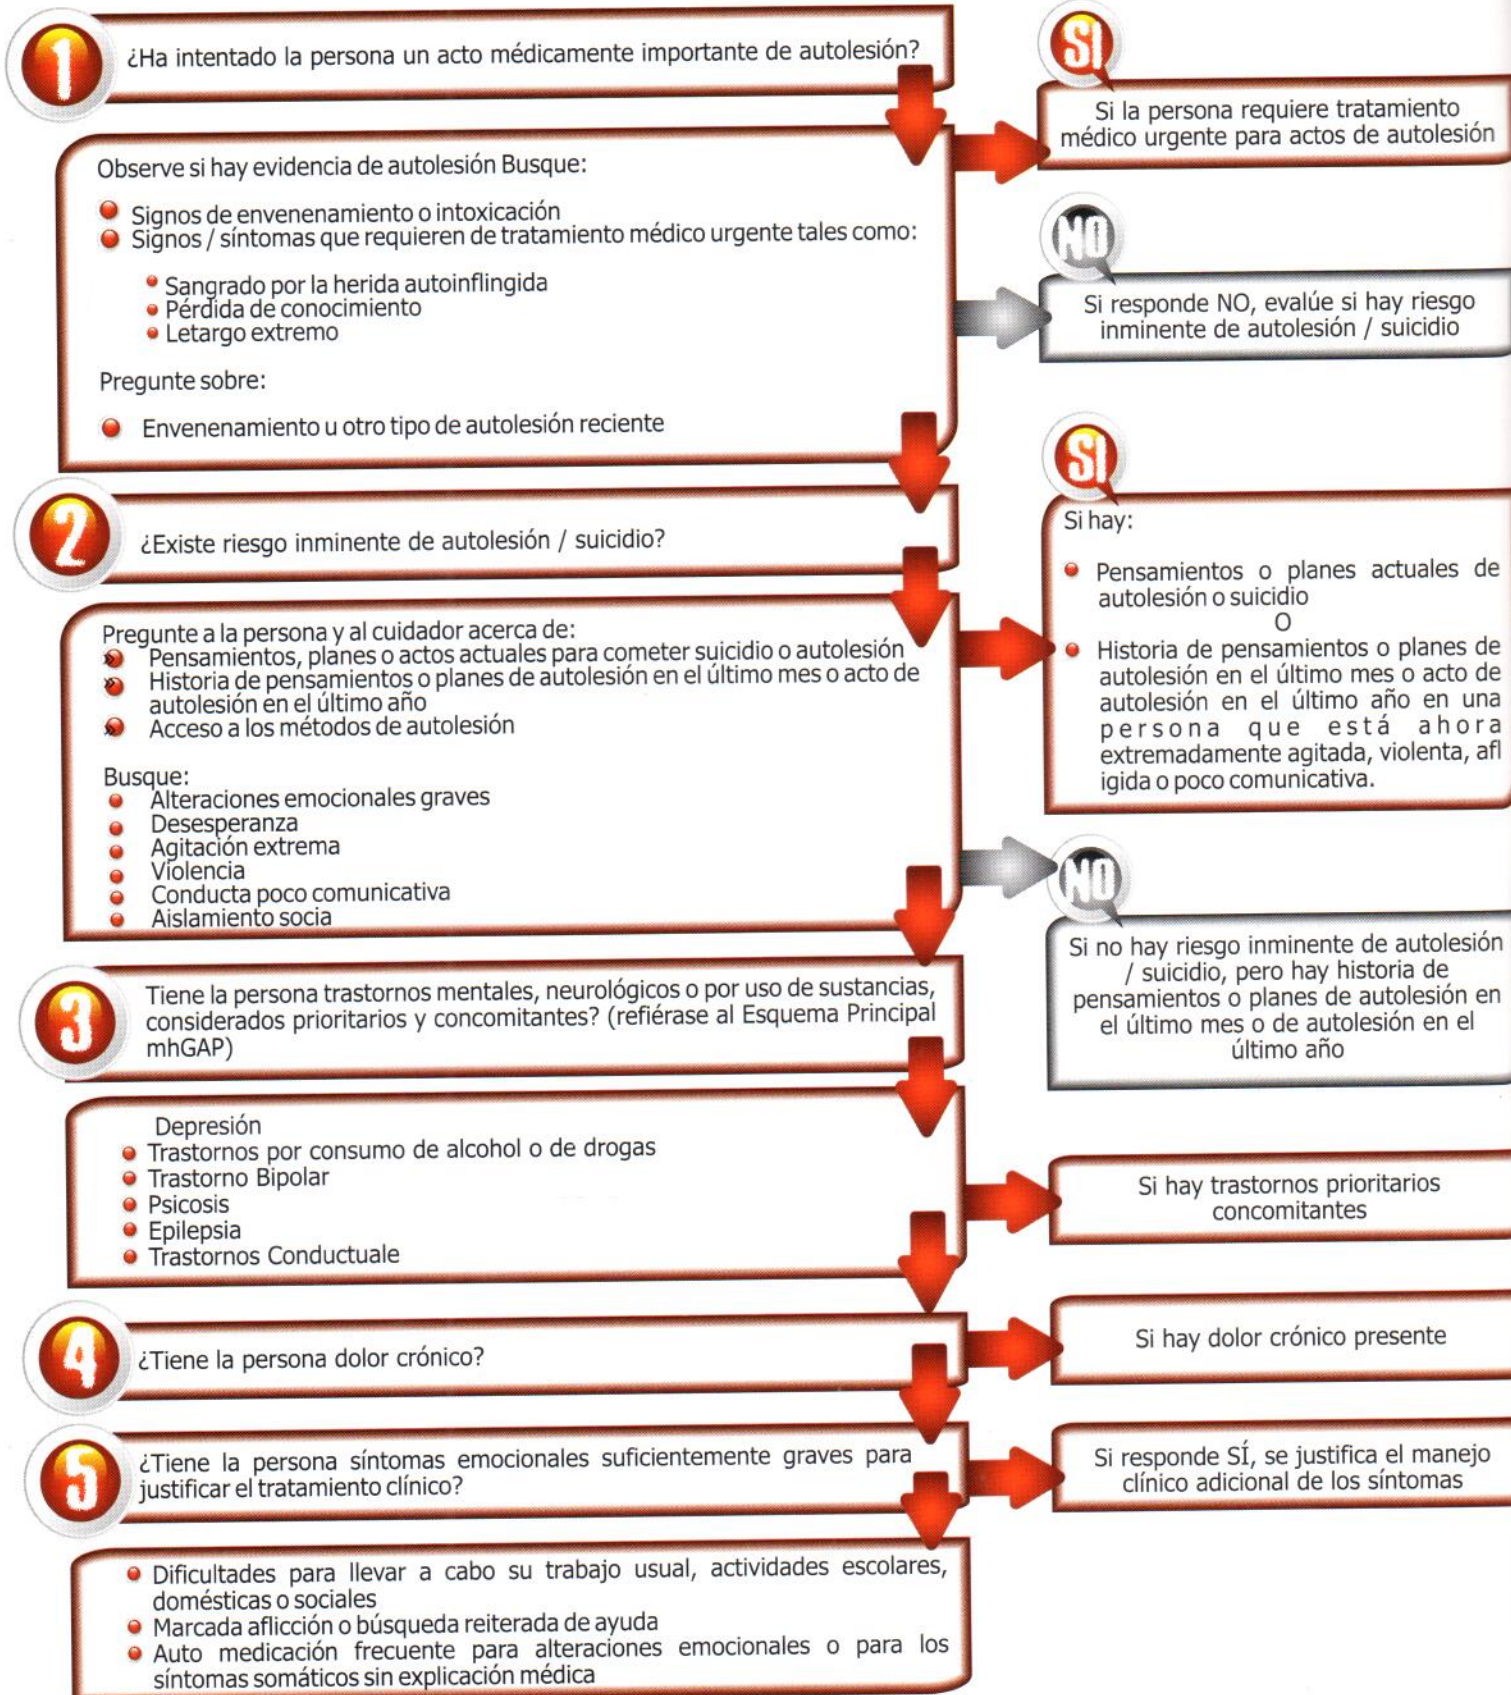 1
¿Ha intentado la persona un acto médicamente importante de autolesión?
SI
Si la persona requiere tratamiento
médico urgente para actos de autolesión
Observe si hay evidencia de autolesión Busque:
Signos de envenenamiento o intoxicación
Signos / síntomas que requieren de tratamiento médico urgente tales como:
Sangrado por la herida autoinflingida
Pérdida de conocimiento
Letargo extremo
Pregunte sobre:
Envenenamiento u otro tipo de autolesión reciente
NO
Si responde NO, evalúe si hay riesgo
inminente de autolesión / suicidio
2
¿Existe riesgo inminente de autolesión / suicidio?
Pregunte a la persona y al cuidador acerca de:
» Pensamientos, planes o actos actuales para cometer suicidio o autolesión
» Historia de pensamientos o planes de autolesión en el último mes o acto de
autolesión en el último año
» Acceso a los métodos de autolesión
Busque:
Alteraciones emocionales graves
Desesperanza
Agitación extrema
Violencia
Conducta poco comunicativa
Aislamiento socia
SI
Si hay:
Pensamientos o planes actuales de
autolesión o suicidio
O
Historia de pensamientos o planes de
autolesión en el último mes o acto de
autolesión en el último año en una
persona que está ahora
extremadamente agitada, violenta, afl
igida o poco comunicativa.
NO
Si no hay riesgo inminente de autolesión
/ suicidio, pero hay historia de
pensamientos o planes de autolesión en
el último mes o de autolesión en el
último año
3
Tiene la persona trastornos mentales, neurológicos o por uso de sustancias,
considerados prioritarios y concomitantes? (refiérase al Esquema Principal
mhGAP)
Depresión
Trastornos por consumo de alcohol o de drogas
Trastorno Bipolar
Psicosis
Epilepsia
Trastornos Conductuale
Si hay trastornos prioritarios
concomitantes
4
¿Tiene la persona dolor crónico?
Si hay dolor crónico presente
5
¿Tiene la persona síntomas emocionales suficientemente graves para
justificar el tratamiento clínico?
Si responde SÍ, se justifica el manejo
clínico adicional de los síntomas
Dificultades para llevar a cabo su trabajo usual, actividades escolares,
domésticas o sociales
Marcada aflicción o búsqueda reiterada de ayuda
Auto medicación frecuente para alteraciones emocionales o para los
síntomas somáticos sin explicación médica